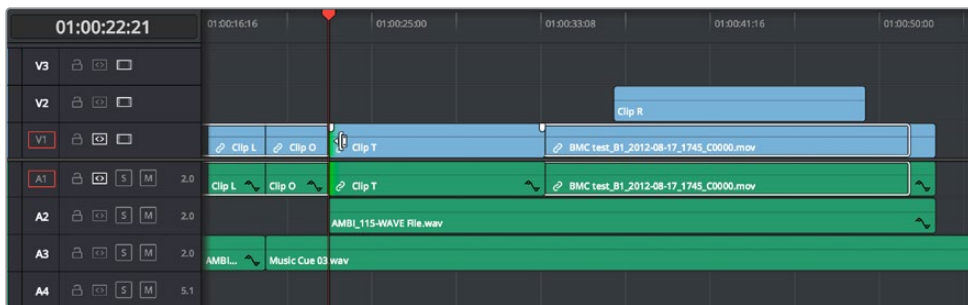 01:00:22:21 01:00:16:16 01:00:25:00 01:00:33:08 01:00:41:16 01:00:50:00
V3
V2 Clip R
V1 Clip L Clip O Clip T BMC test_B1_2012-08-17_1745_C0000.mov
A1 S M 2.0 Clip L Clip O Clip T BMC test_B1_2012-08-17_1745_C0000.mov
A2 S M 2.0 AMBI_115-WAVE File.wav
A3 S M 2.0 AMBI... Music Cue 03.wav
A4 S M 5.1